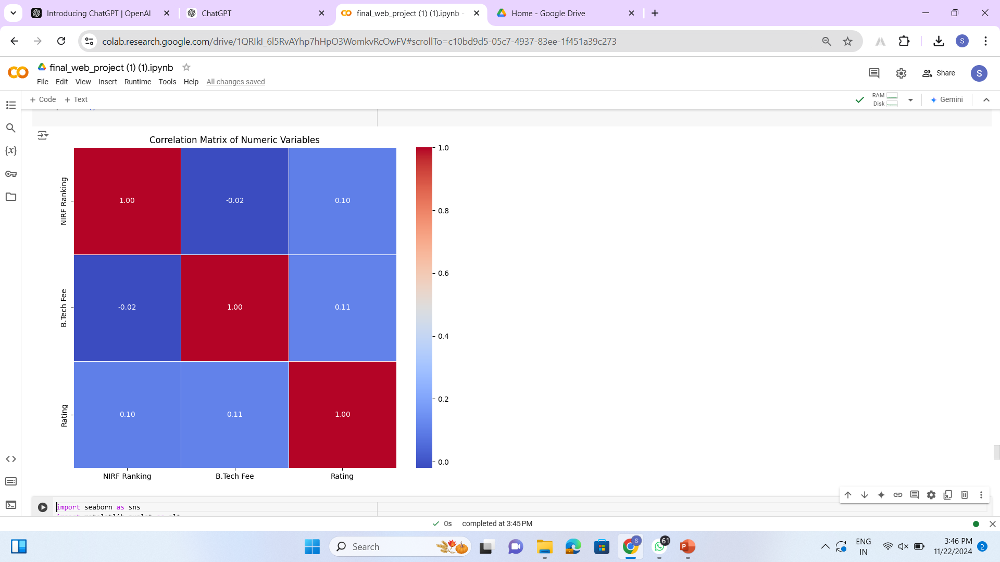 Introducing ChatGPT | OpenAI
ChatGPT
final_web_project (1) (1).ipynb -
Home - Google Drive
colab.research.google.com/drive/1QRIkI_6l5RvAYhp7hHpO3WomkvRcOwFV#scrollTo=c10bd9d5-05c7-4937-83ee-1f451a39c273
S
CO
final_web_project (1) (1).ipynb
File Edit View Insert Runtime Tools Help All changes saved
Share
S
+ Code + Text
RAM
Disk
Gemini
{x}
Correlation Matrix of Numeric Variables
NIRF Ranking
1.00 -0.02 0.10
B.Tech Fee
-0.02 1.00 0.11
Rating
0.10 0.11 1.00
NIRF Ranking B.Tech Fee Rating
1.0
0.8
0.6
0.4
0.2
0.0
import seaborn as sns
0s completed at 3:45 PM
Search
S
61
P
ENG
IN
3:46 PM
11/22/2024
2